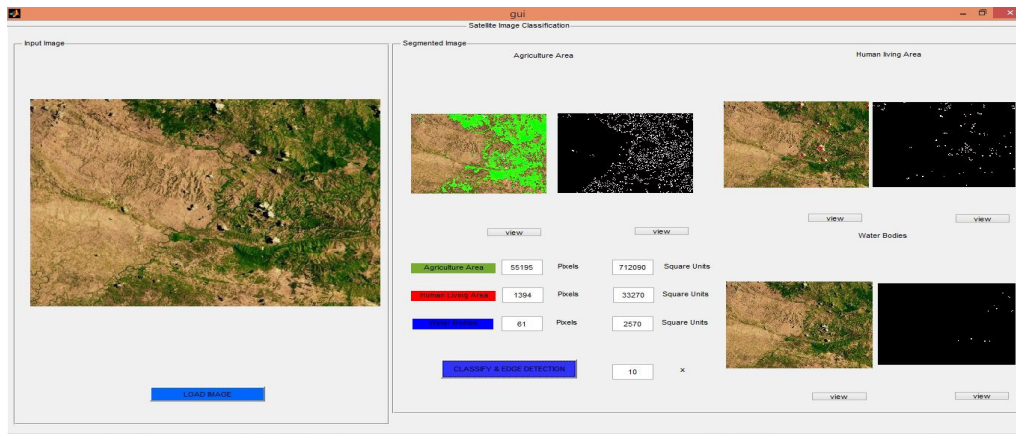 gui
Satellite Image Classification
Input Image
LOAD IMAGE
Segmented Image
Agriculture Area
view
view
Human living Area
view
view
Agriculture Area 55195 Pixels 712090 Square Units
Human Living Area 1394 Pixels 33270 Square Units
Water Bodies 61 Pixels 2570 Square Units
CLASSIFY & EDGE DETECTION 10 x
Water Bodies
view
view